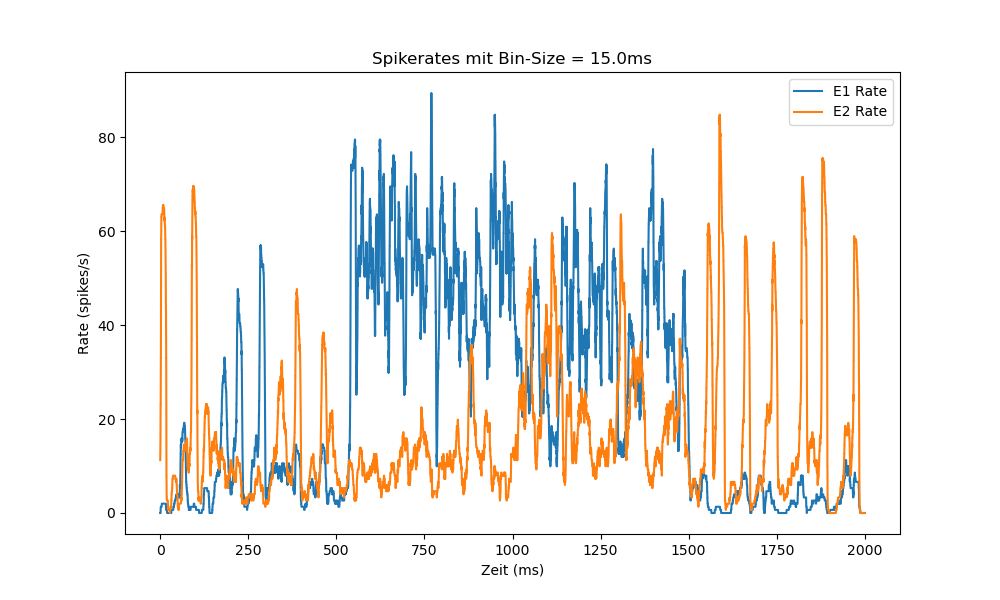 Spikerates mit Bin-Size = 15.0ms
E1 Rate
E2 Rate
Rate (spikes/s)
80
60
40
20
0
0 250 500 750 1000 1250 1500 1750 2000
Zeit (ms)